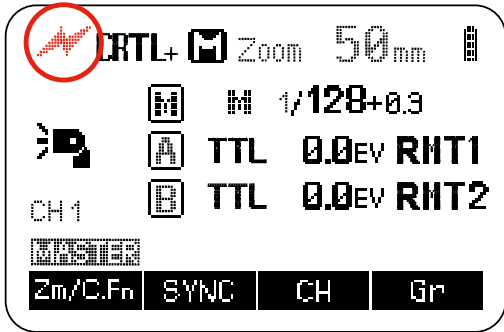 CRTL+ M Zoom 50mm
M M 1/128+0.3
A TTL 0.0EV RMT1
B TTL 0.0EV RMT2
CH 1
MASTER
Zm/C.Fn SYNC CH Gr